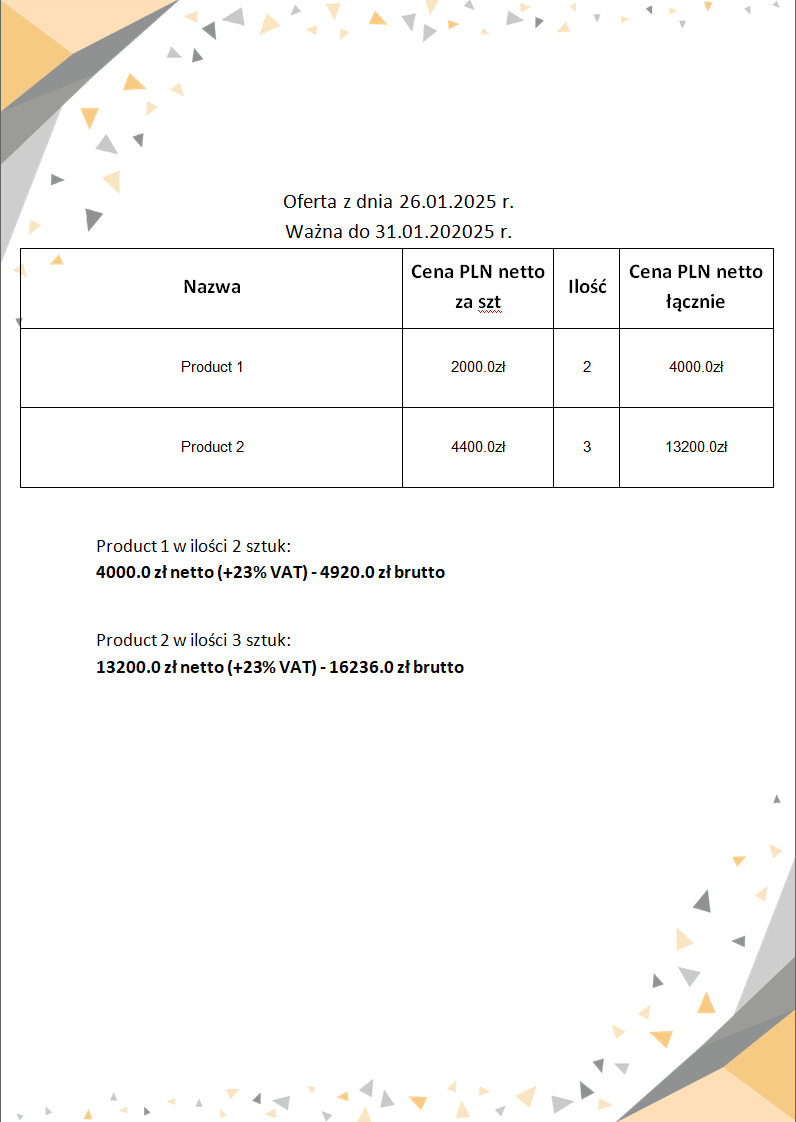 Oferta z dnia 26.01.2025 r.
Ważna do 31.01.202025 r.
Nazwa
Cena PLN netto
za szt
Ilość
Cena PLN netto
łącznie
Product 1
2000.0zł
2
4000.0zł
Product 2
4400.0zł
3
13200.0zł
Product 1 w ilości 2 sztuk:
4000.0 zł netto (+23% VAT) - 4920.0 zł brutto
Product 2 w ilości 3 sztuk:
13200.0 zł netto (+23% VAT) - 16236.0 zł brutto